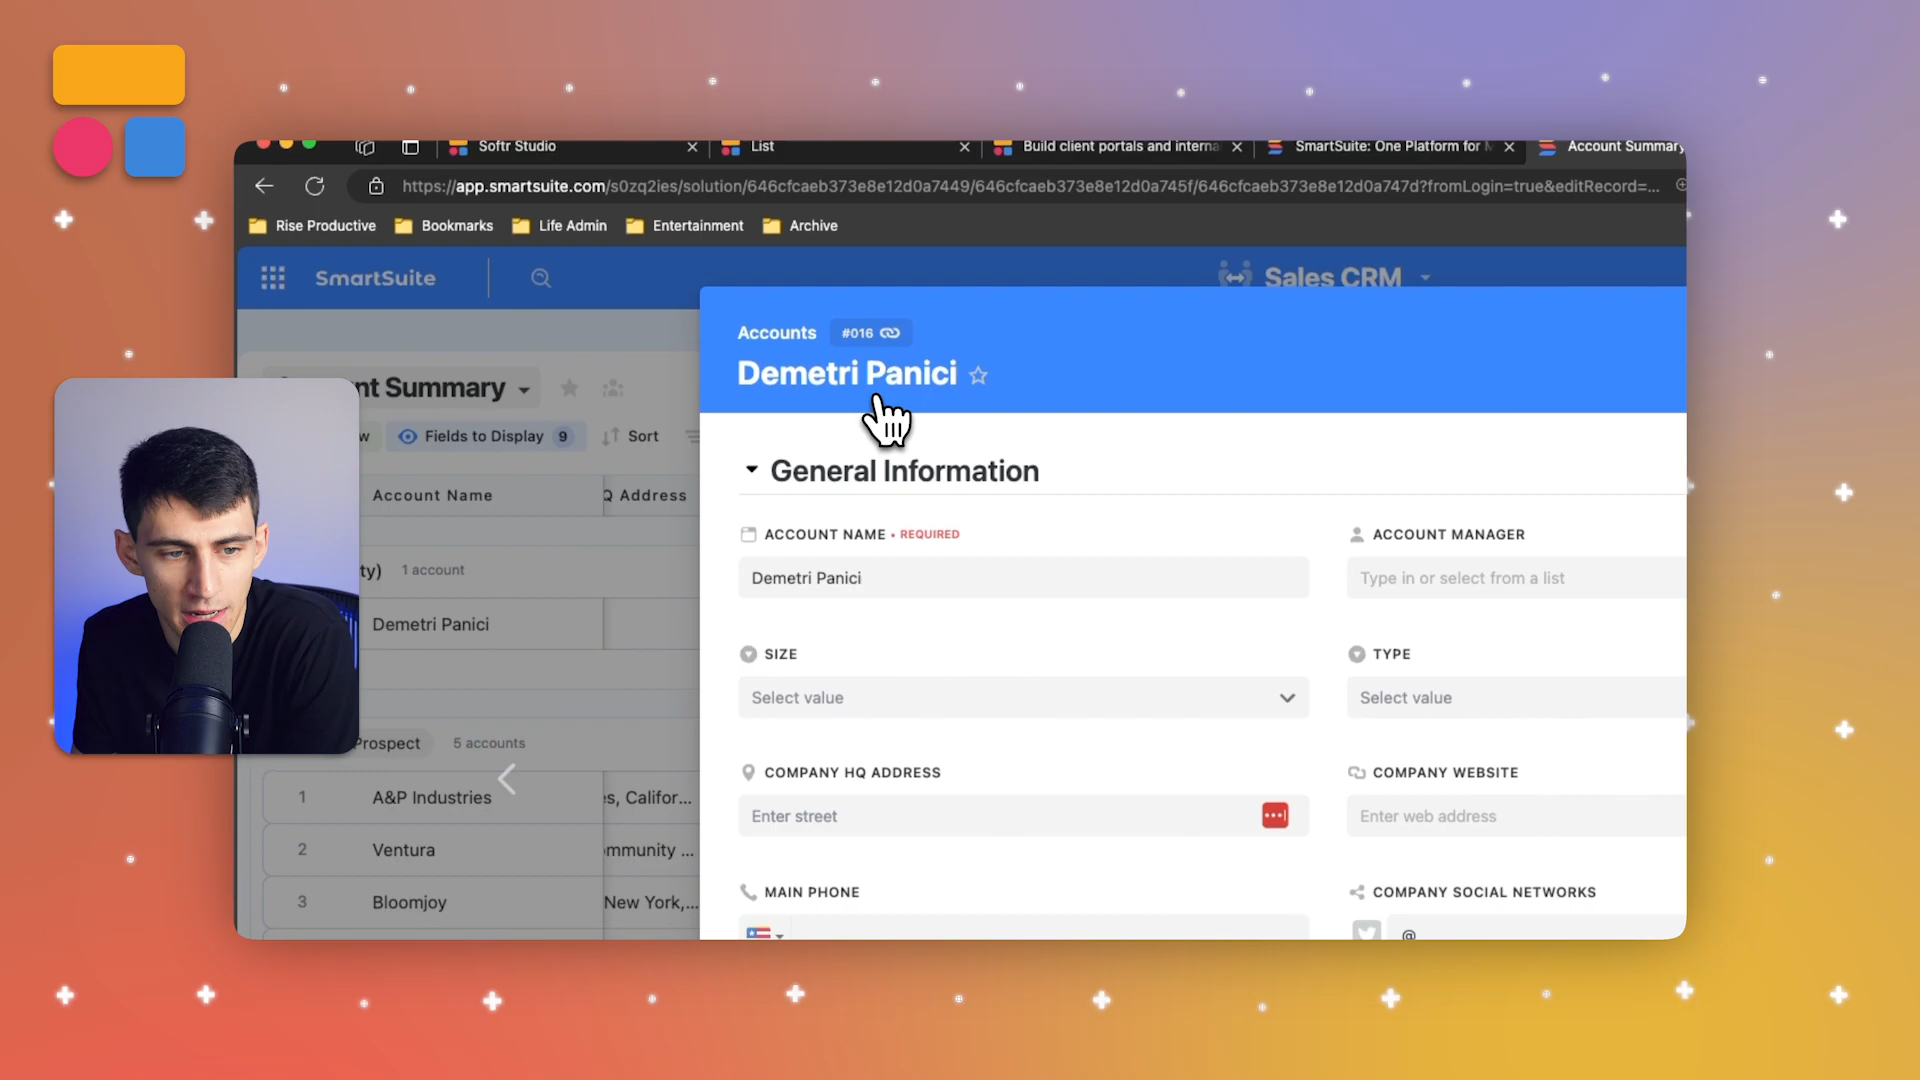 Softr Studio
List
Build client portals and interna
SmartSuite: One Platform for M
Account Summary
https://app.smartsuite.com/s0zq2ies/solution/646cfcaeb373e8e12d0a7449/646cfcaeb373e8e12d0a745f/646cfcaeb373e8e12d0a747d?fromLogin=true&editRecord=...
Rise Productive
Bookmarks
Life Admin
Entertainment
Archive
SmartSuite
Sales CRM
Accounts
#016
Demetri Panici
nt Summary
w
Fields to Display 9
Sort
General Information
Account Name
Q Address
ACCOUNT NAME • REQUIRED
Demetri Panici
ACCOUNT MANAGER
Type in or select from a list
ty) 1 account
Demetri Panici
SIZE
Select value
TYPE
Select value
Prospect 5 accounts
COMPANY HQ ADDRESS
Enter street
COMPANY WEBSITE
Enter web address
1 A&P Industries es, Califor...
2 Ventura mmunity ...
3 Bloomjoy New York,...
MAIN PHONE
COMPANY SOCIAL NETWORKS
@